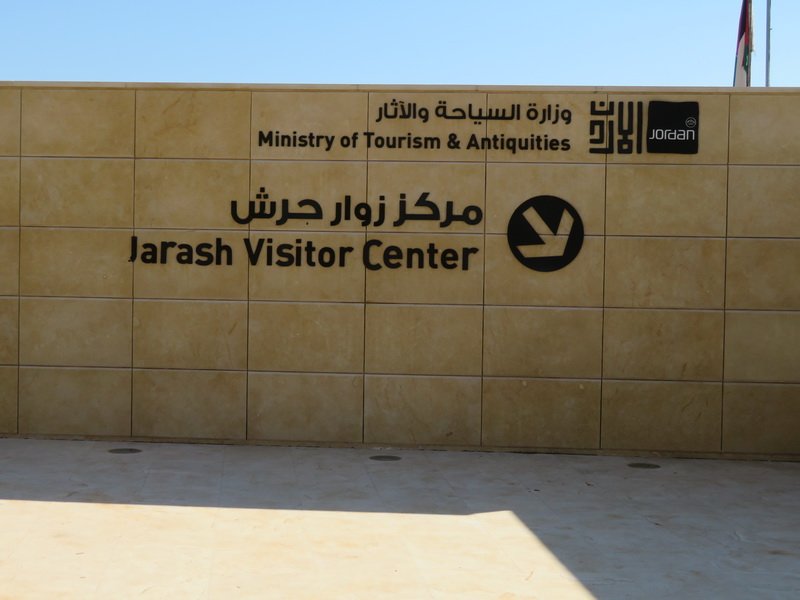 وزارة السياحة والآثار
Ministry of Tourism & Antiquities
الأردن
Jordan
مركز زوار جرش
Jarash Visitor Center